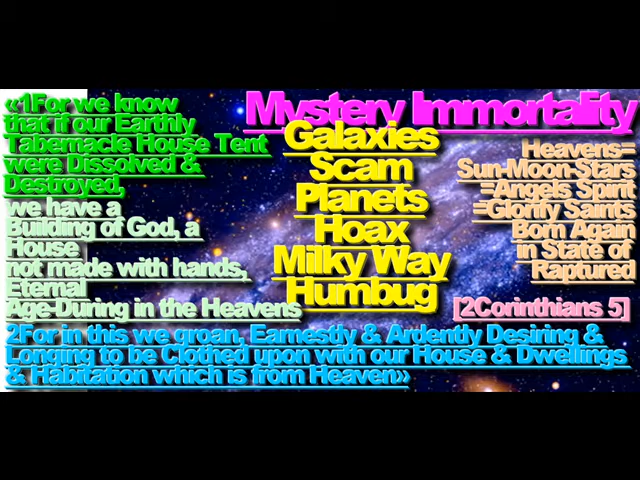 Mystery Immortality
«1For we know
that if our Earthly
Tabernacle House Tent
were Dissolved &
Destroyed,
we have a
Building of God, a
House
not made with hands,
Eternal
Age-During in the Heavens
Galaxies
Scam
Planets
Hoax
Milky Way
Humbug
Heavens=
Sun-Moon-Stars
=Angels Spirit
=Glorify Saints
Born Again
in State of
Raptured
[2Corinthians 5]
2For in this we groan, Earnestly & Ardently Desiring &
Longing to be Clothed upon with our House & Dwellings
& Habitation which is from Heaven»